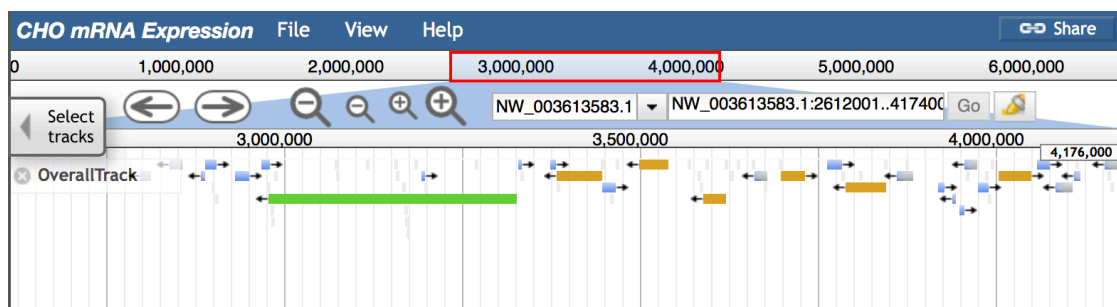 CHO mRNA Expression File View Help Share
0 1,000,000 2,000,000 3,000,000 4,000,000 5,000,000 6,000,000
Select
tracks
NW_003613583.1 NW_003613583.1:2612001..417400 Go
3,000,000 3,500,000 4,000,000
4,176,000
OverallTrack